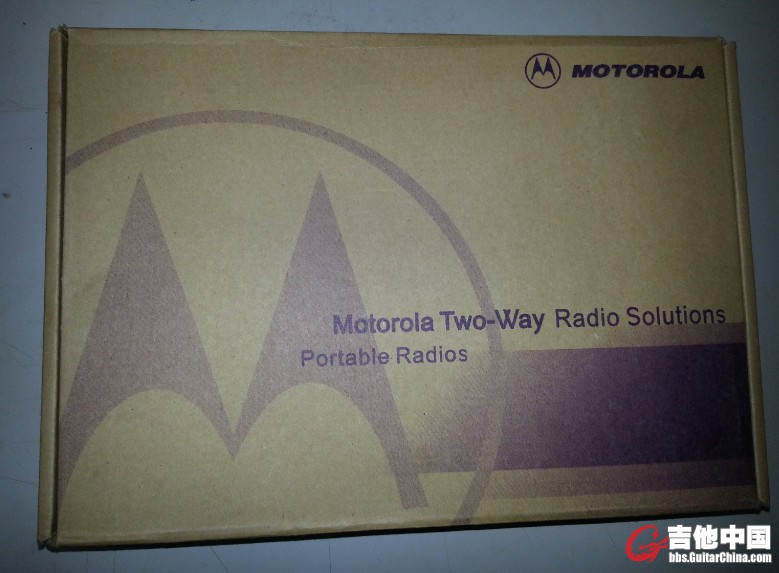 MOTOROLA
Motorola Two-Way Radio Solutions
Portable Radios
吉他中国
bbs.GuitarChina.com